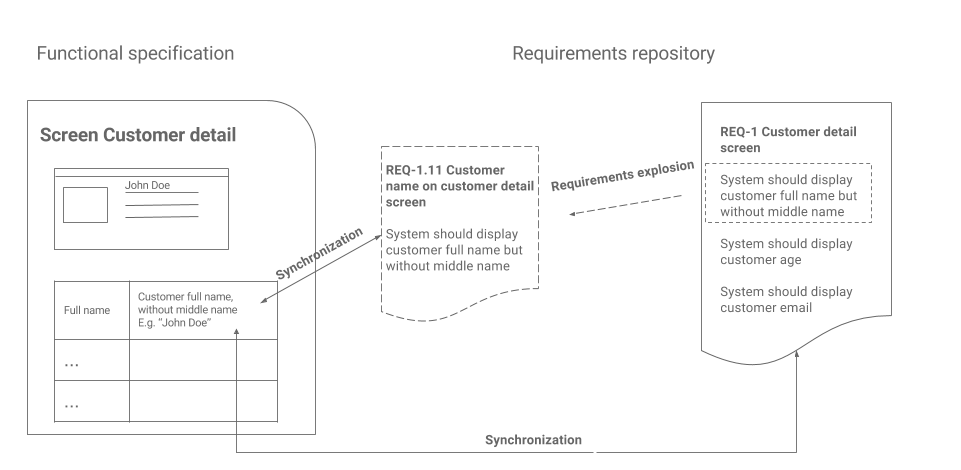 Functional specification
Requirements repository
Screen Customer detail
John Doe
Full name
Customer full name,
without middle name
E.g. “John Doe”
...
...
Synchronization
REQ-1.11 Customer
name on customer detail
screen
System should display
customer full name but
without middle name
Requirements explosion
REQ-1 Customer detail
screen
System should display
customer full name but
without middle name
System should display
customer age
System should display
customer email
Synchronization